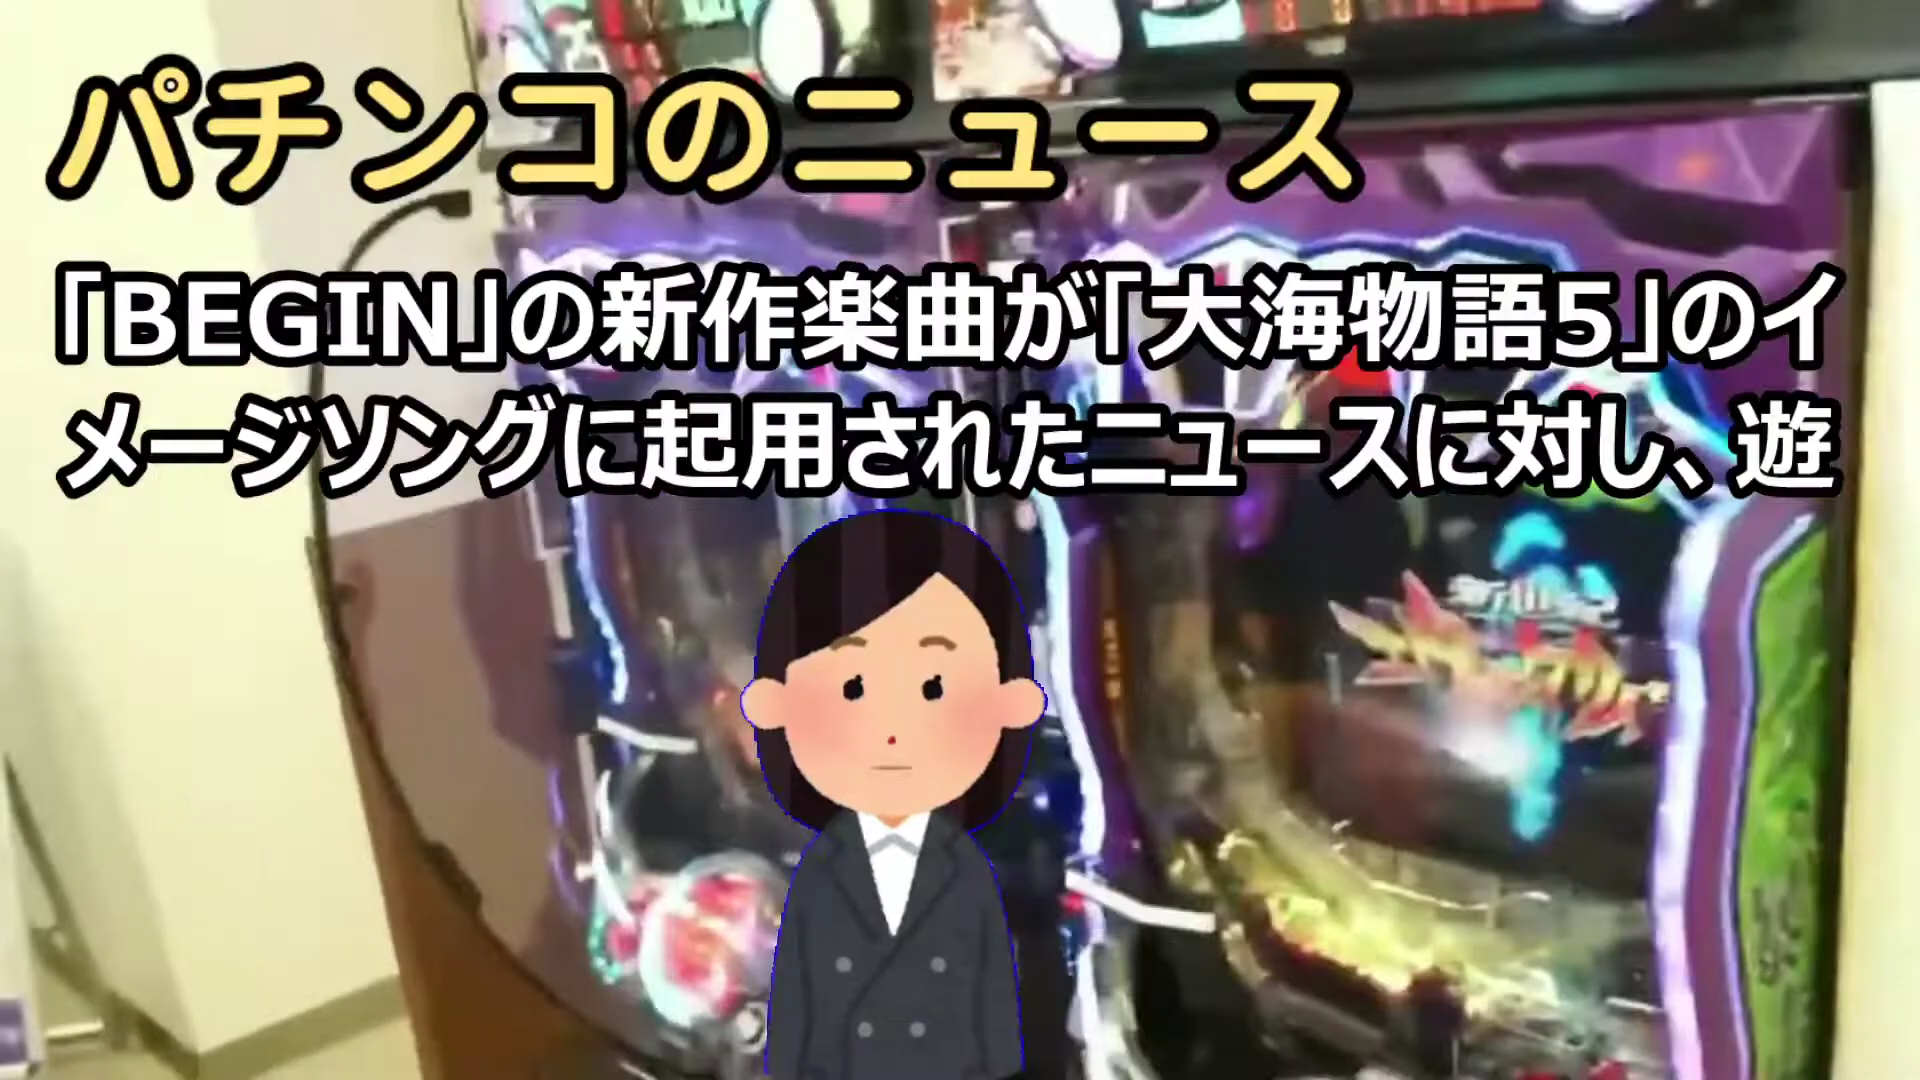 パチンコのニュース
「BEGIN」の新作楽曲が「大海物語5」のイ
メージソングに起用されたニュースに対し、遊